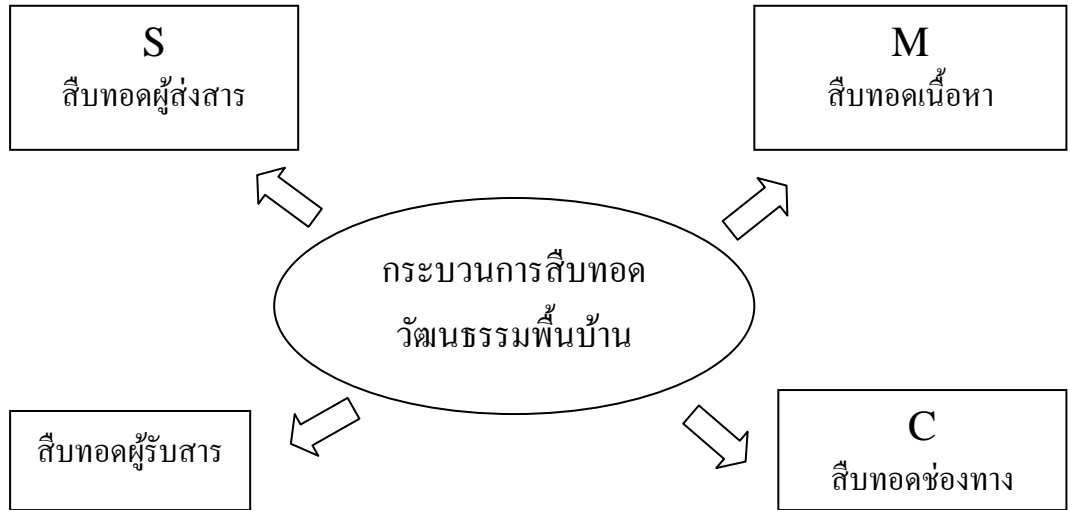 S
สืบทอดผู้ส่งสาร
M
สืบทอดเนื้อหา
กระบวนการสืบทอด
วัฒนธรรมพื้นบ้าน
สืบทอดผู้รับสาร
C
สืบทอดช่องทาง